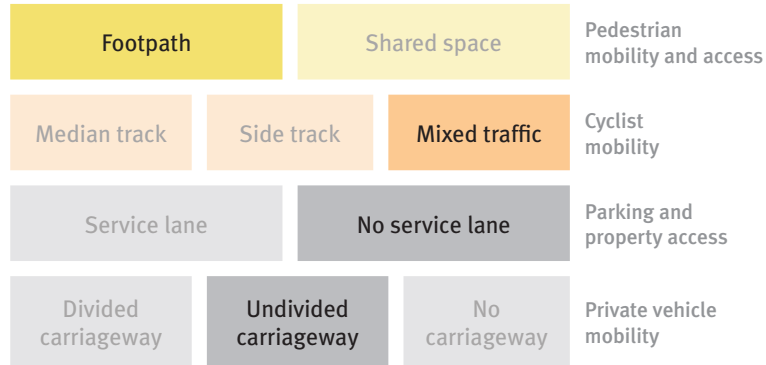 Footpath
Shared space
Pedestrian
mobility and access
Median track
Side track
Mixed traffic
Cyclist
mobility
Service lane
No service lane
Parking and
property access
Divided
carriageway
Undivided
carriageway
No
carriageway
Private vehicle
mobility